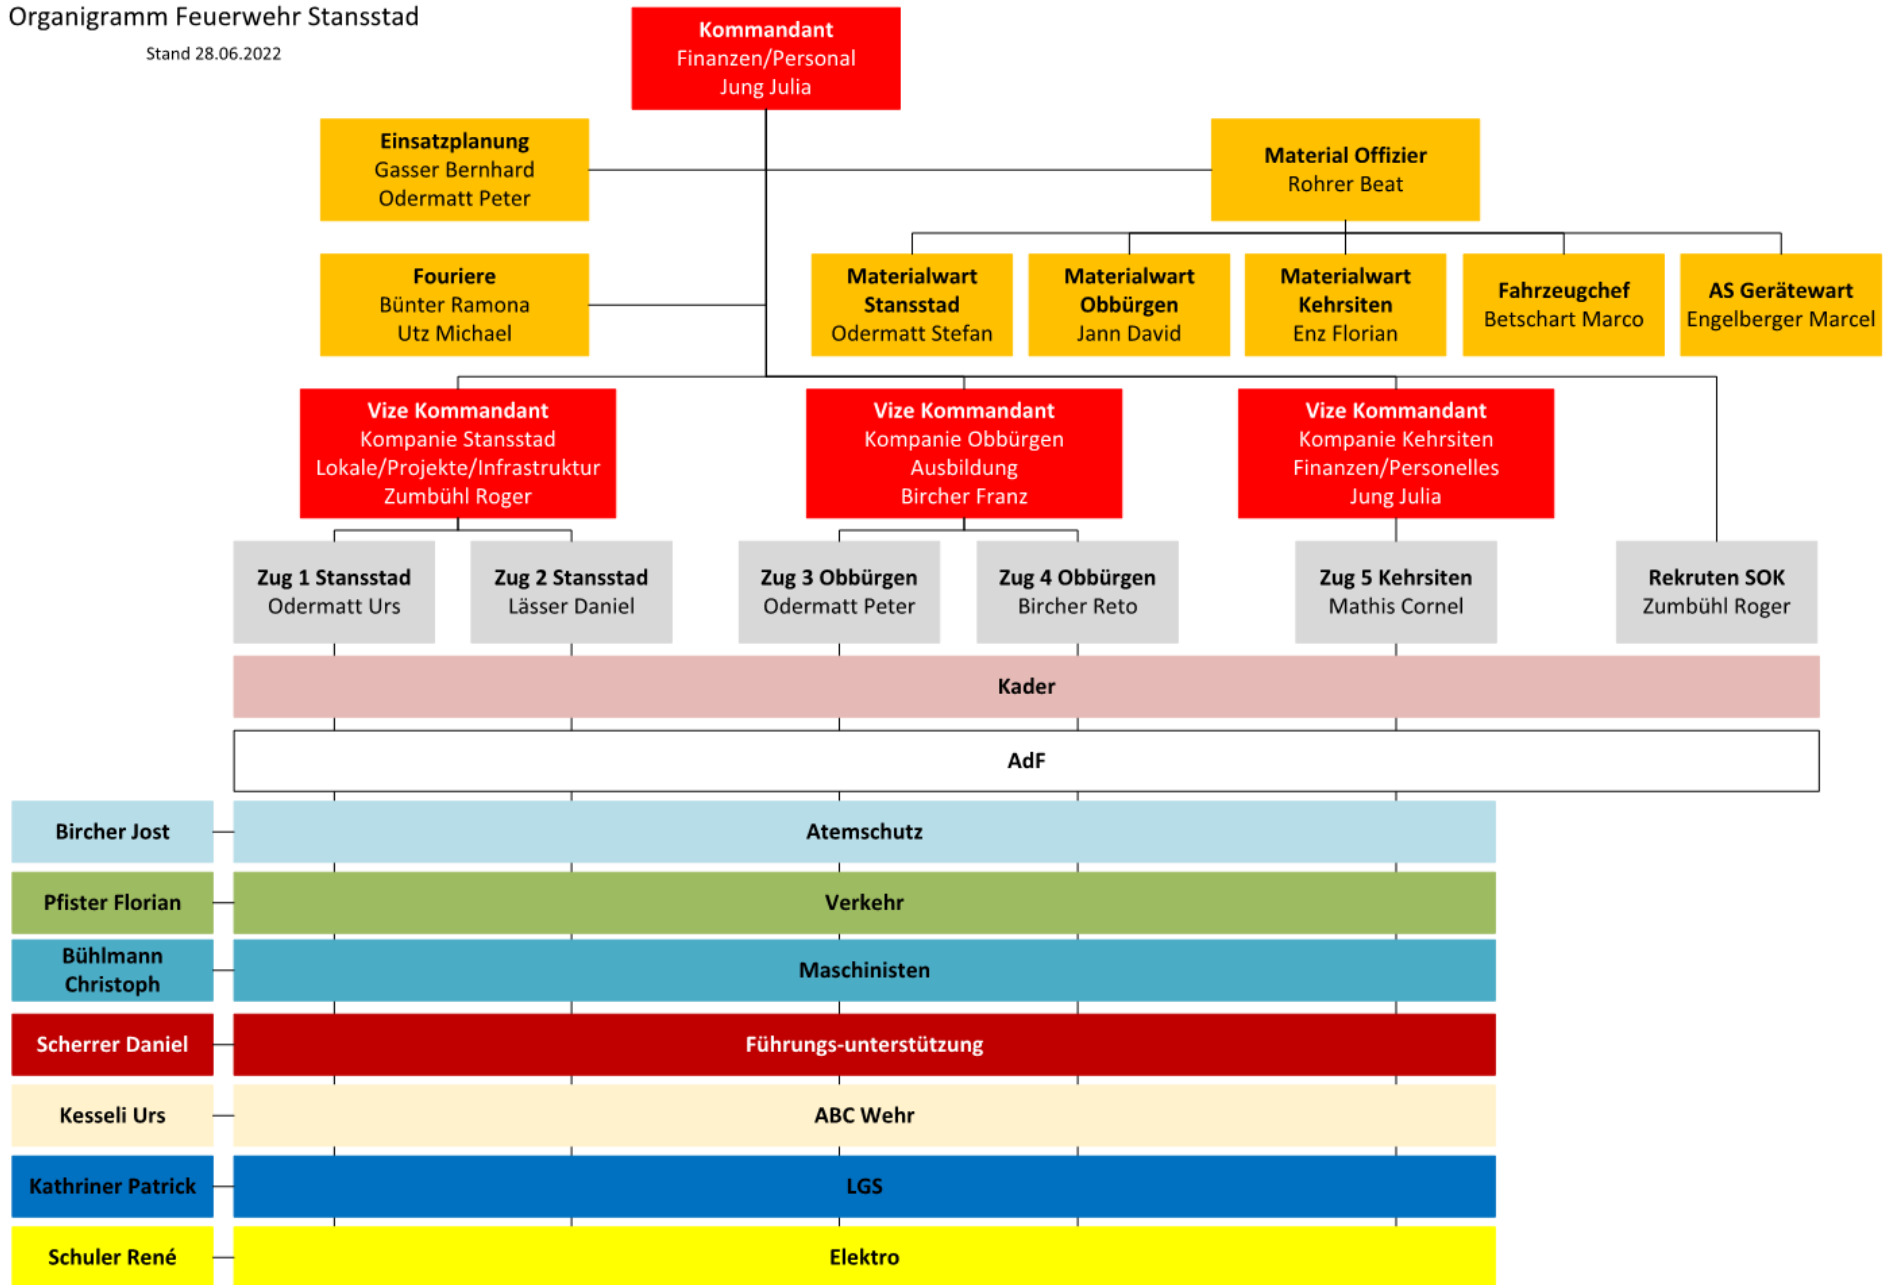 Organigramm Feuerwehr Stansstad
Stand 28.06.2022
Kommandant
Finanzen/Personal
Jung Julia
Einsatzplanung
Gasser Bernhard
Odermatt Peter
Material Offizier
Rohrer Beat
Fouriere
Bünter Ramona
Utz Michael
Materialwart
Stansstad
Odermatt Stefan
Materialwart
Obbürgen
Jann David
Materialwart
Kehrsiten
Enz Florian
Fahrzeugchef
Betschart Marco
AS Gerätewart
Engelberger Marcel
Vize Kommandant
Kompanie Stansstad
Lokale/Projekte/Infrastruktur
Zumbühl Roger
Vize Kommandant
Kompanie Obbürgen
Ausbildung
Bircher Franz
Vize Kommandant
Kompanie Kehrsiten
Finanzen/Personelles
Jung Julia
Zug 1 Stansstad
Odermatt Urs
Zug 2 Stansstad
Lässer Daniel
Zug 3 Obbürgen
Odermatt Peter
Zug 4 Obbürgen
Bircher Reto
Zug 5 Kehrsiten
Mathis Cornel
Rekruten SOK
Zumbühl Roger
Kader
AdF
Bircher Jost
Atemschutz
Pfister Florian
Verkehr
Bühlmann
Christoph
Maschinisten
Scherrer Daniel
Führungs-unterstützung
Kesseli Urs
ABC Wehr
Kathriner Patrick
LGS
Schuler René
Elektro